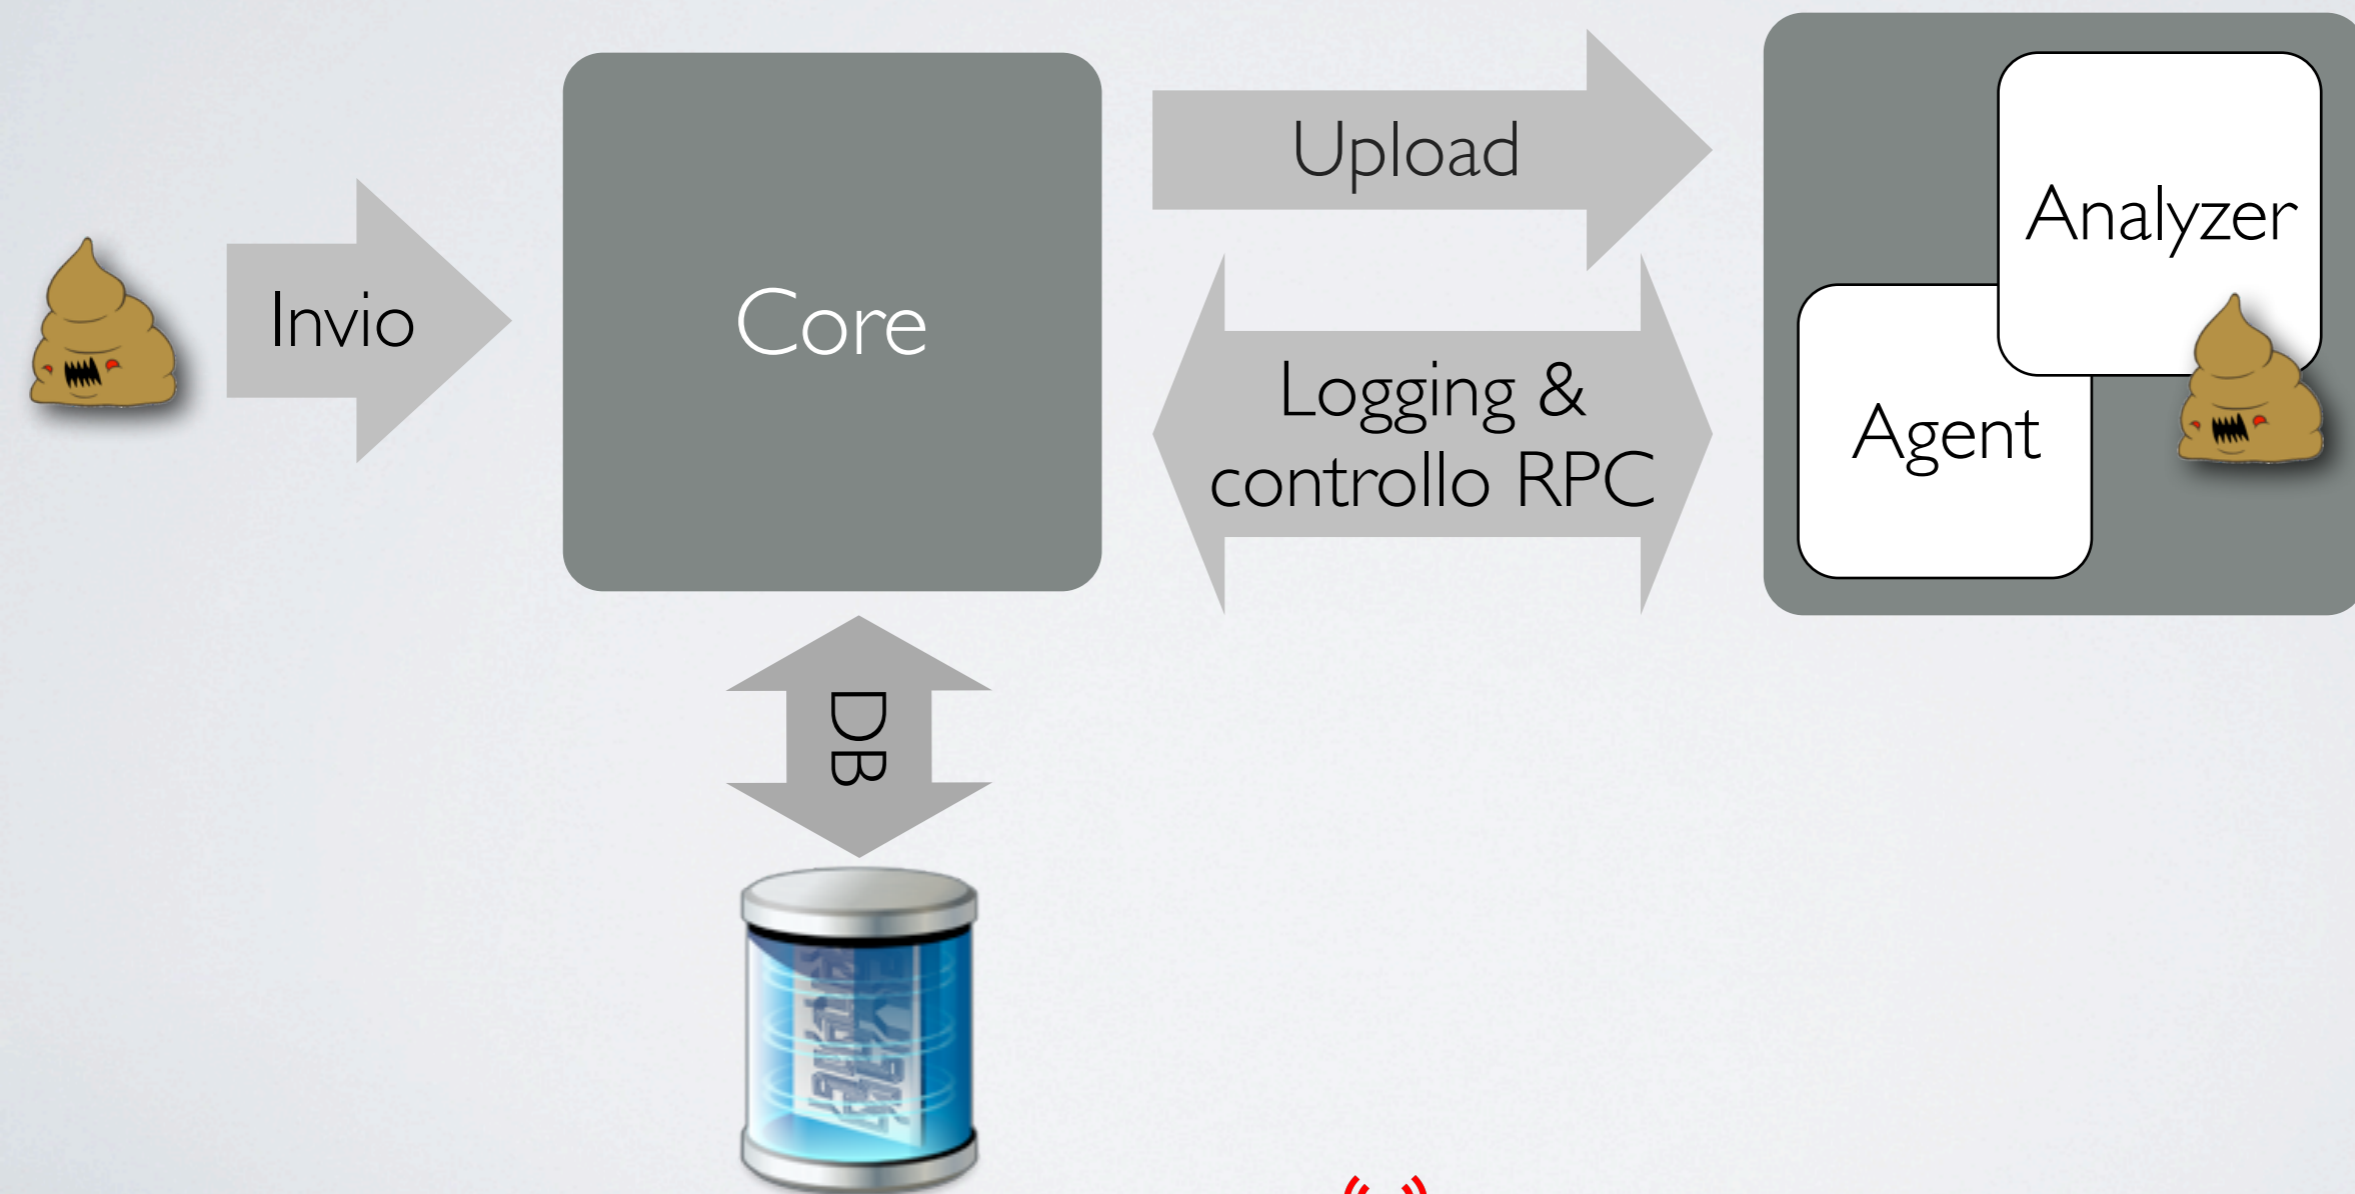 Invio
Core
Upload
Logging &
controllo RPC
Analyzer
Agent
DB